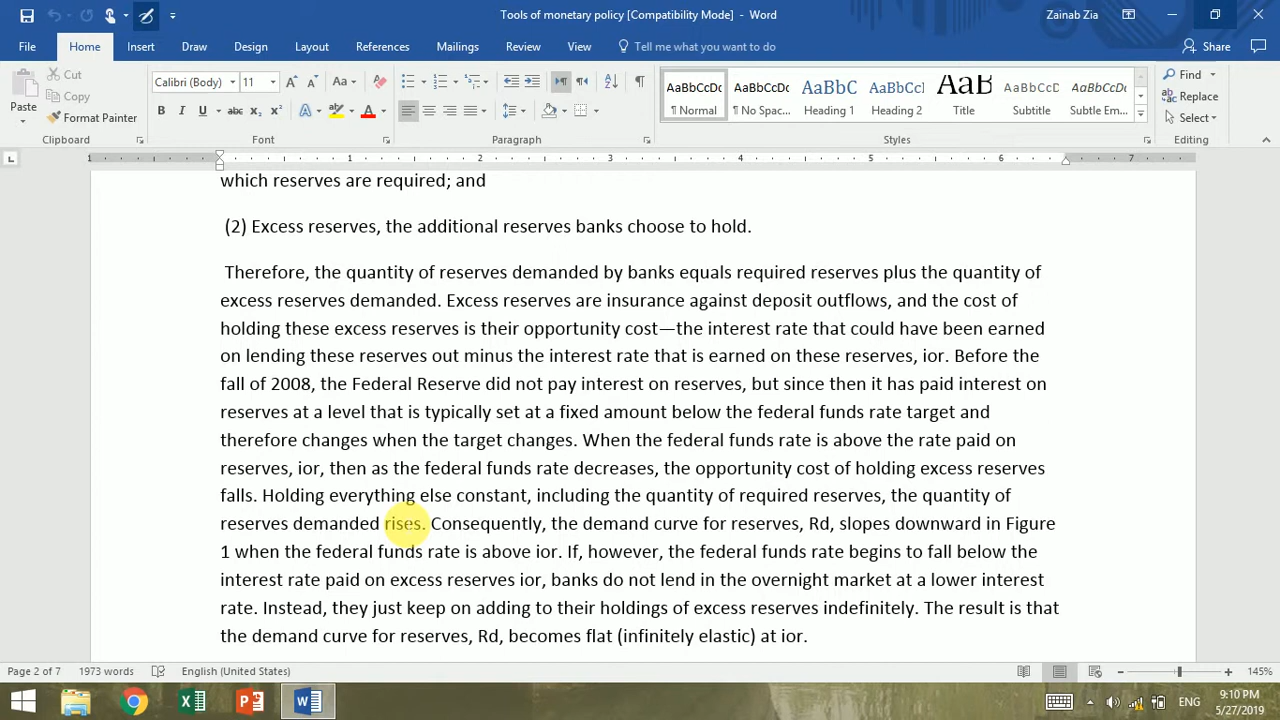 Tools of monetary policy [Compatibility Mode] - Word
Zainab Zia
File Home Insert Draw Design Layout References Mailings Review View Tell me what you want to do Share
Cut
Copy
Format Painter
Paste
Clipboard
Calibri (Body) 11
Font
Paragraph
AaBbCcDc AaBbCcDc AaBbC AaBbCcD AaB AaBbCcD AaBbCcDc
¶ Normal ¶ No Spac... Heading 1 Heading 2 Title Subtitle Subtle Em...
Styles
Find
Replace
Select
Editing
1 1 2 3 4 5 6 7
which reserves are required; and
(2) Excess reserves, the additional reserves banks choose to hold.
Therefore, the quantity of reserves demanded by banks equals required reserves plus the quantity of
excess reserves demanded. Excess reserves are insurance against deposit outflows, and the cost of
holding these excess reserves is their opportunity cost—the interest rate that could have been earned
on lending these reserves out minus the interest rate that is earned on these reserves, ior. Before the
fall of 2008, the Federal Reserve did not pay interest on reserves, but since then it has paid interest on
reserves at a level that is typically set at a fixed amount below the federal funds rate target and
therefore changes when the target changes. When the federal funds rate is above the rate paid on
reserves, ior, then as the federal funds rate decreases, the opportunity cost of holding excess reserves
falls. Holding everything else constant, including the quantity of required reserves, the quantity of
reserves demanded rises. Consequently, the demand curve for reserves, Rd, slopes downward in Figure
1 when the federal funds rate is above ior. If, however, the federal funds rate begins to fall below the
interest rate paid on excess reserves ior, banks do not lend in the overnight market at a lower interest
rate. Instead, they just keep on adding to their holdings of excess reserves indefinitely. The result is that
the demand curve for reserves, Rd, becomes flat (infinitely elastic) at ior.
Page 2 of 7 1973 words English (United States) 145%
ENG
9:10 PM
5/27/2019